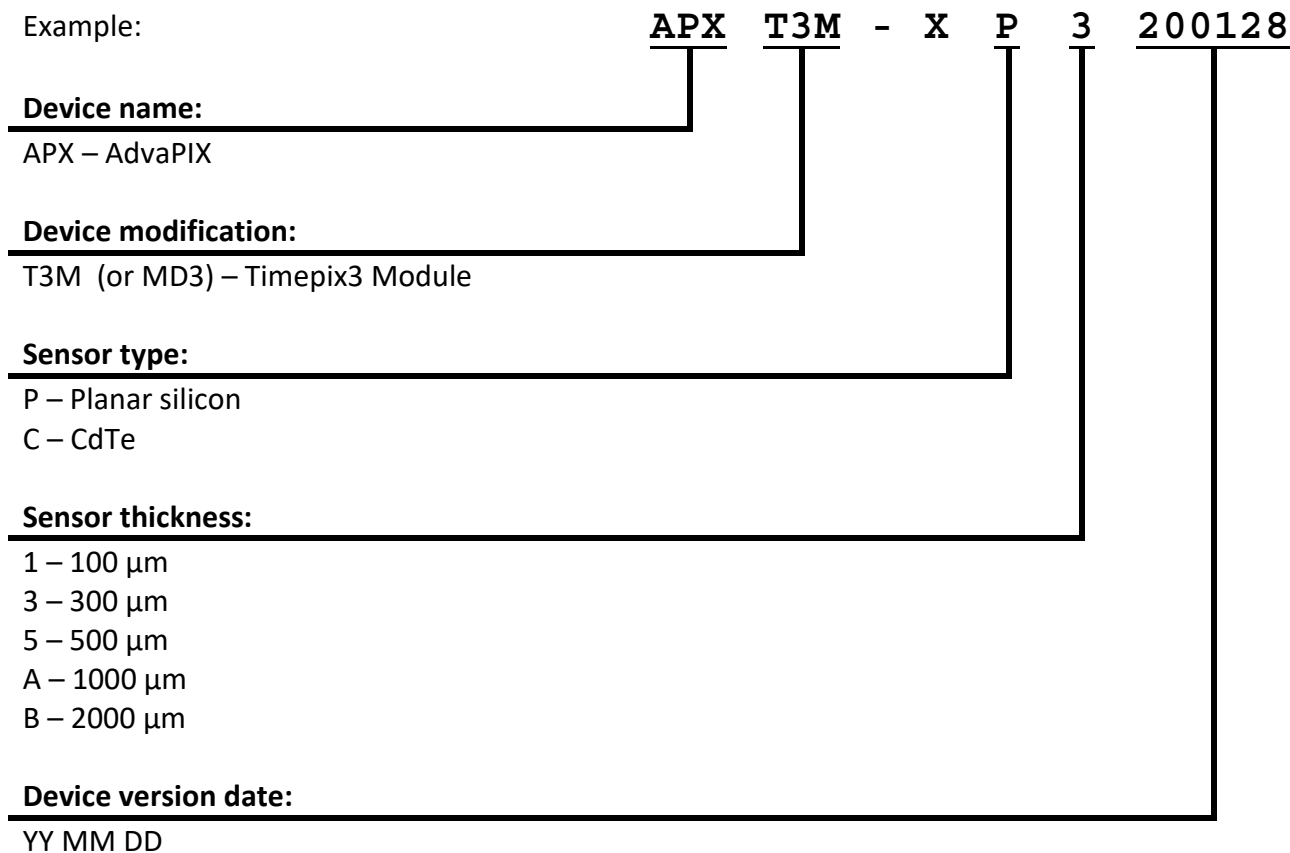 Example: APX T3M - X P 3 200128
Device name:
APX – AdvaPIX
Device modification:
T3M (or MD3) – Timepix3 Module
Sensor type:
P – Planar silicon
C – CdTe
Sensor thickness:
1 – 100 μm
3 – 300 μm
5 – 500 μm
A – 1000 μm
B – 2000 μm
Device version date:
YY MM DD